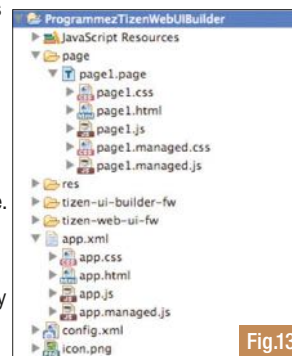 s
ProgrammezTizenWebUIBuilder
JavaScript Resources
page
page1.page
page1.css
page1.html
page1.js
page1.managed.css
page1.managed.js
e.
res
tizen-ui-builder-fw
tizen-web-ui-fw
app.xml
app.css
y
app.html
app.js
app.managed.js
config.xml
icon.png
Fig.13